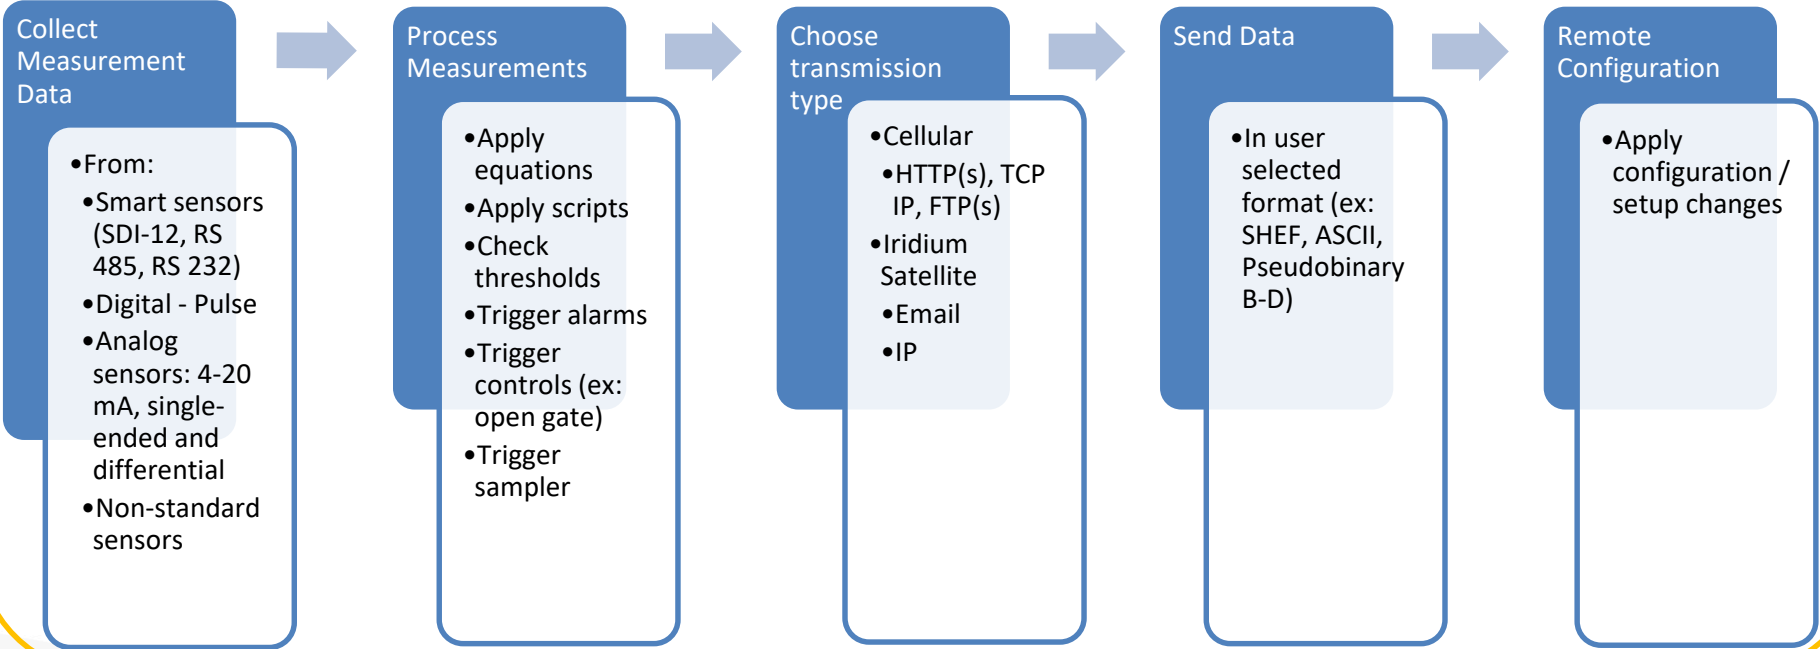 Collect
Measurement
Data
•From:
•Smart sensors
(SDI-12, RS
485, RS 232)
•Digital - Pulse
•Analog
sensors: 4-20
mA, single-
ended and
differential
•Non-standard
sensors
Process
Measurements
•Apply
equations
•Apply scripts
•Check
thresholds
•Trigger alarms
•Trigger
controls (ex:
open gate)
•Trigger
sampler
Choose
transmission
type
•Cellular
•HTTP(s), TCP
IP, FTP(s)
•Iridium
Satellite
•Email
•IP
Send Data
•In user
selected
format (ex:
SHEF, ASCII,
Pseudobinary
B-D)
Remote
Configuration
•Apply
configuration /
setup changes